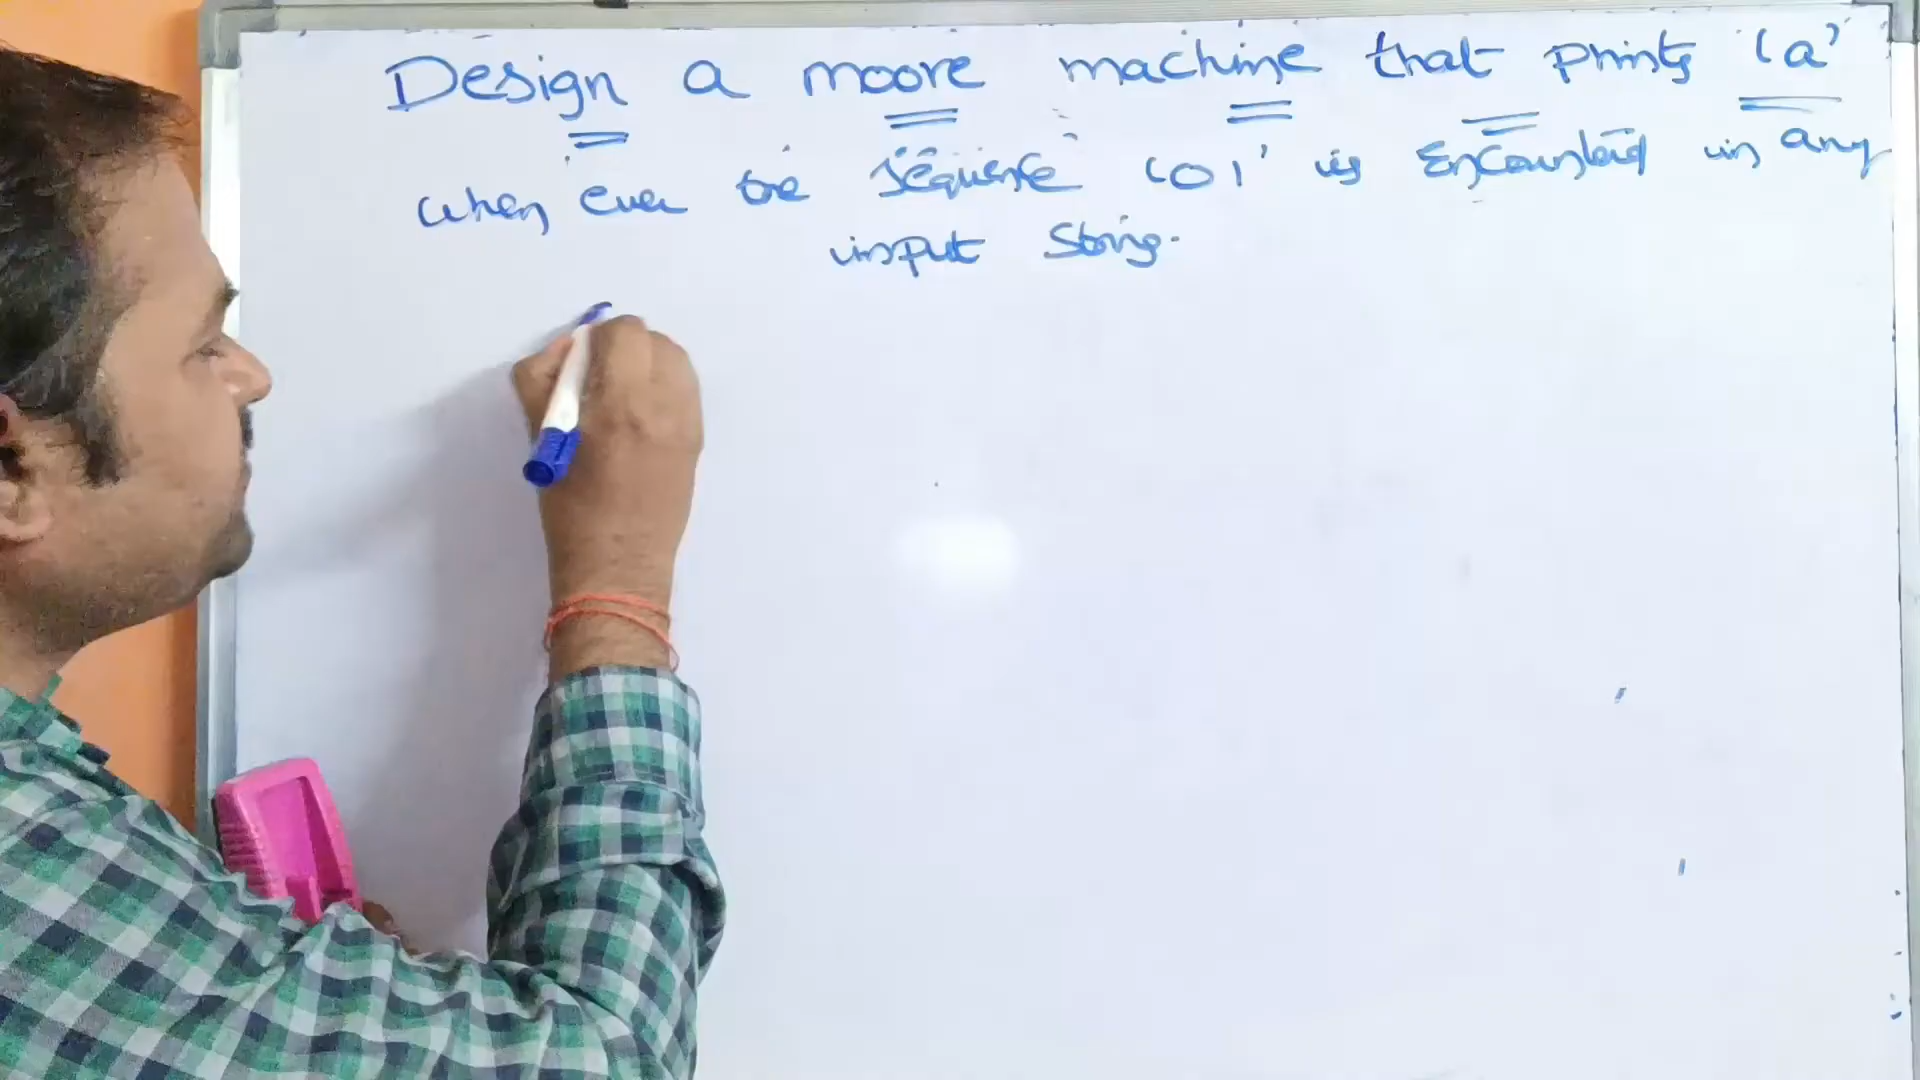 Design a moore machine that prints 'a'
when ever the sequence '01' is Encountered in any
input String.